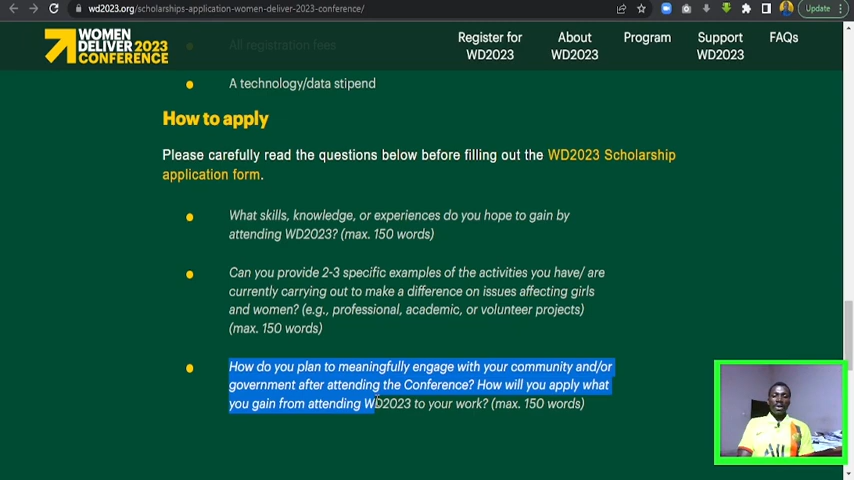 wd2023.org/scholarships-application-women-deliver-2023-conference/
Update
WOMEN
DELIVER 2023
CONFERENCE
Register for
WD2023
About
WD2023
Program
Support
WD2023
FAQs
All registration fees
A technology/data stipend
How to apply
Please carefully read the questions below before filling out the WD2023 Scholarship
application form.
What skills, knowledge, or experiences do you hope to gain by
attending WD2023? (max. 150 words)
Can you provide 2-3 specific examples of the activities you have/ are
currently carrying out to make a difference on issues affecting girls
and women? (e.g., professional, academic, or volunteer projects)
(max. 150 words)
How do you plan to meaningfully engage with your community and/or
government after attending the Conference? How will you apply what
you gain from attending WD2023 to your work? (max. 150 words)